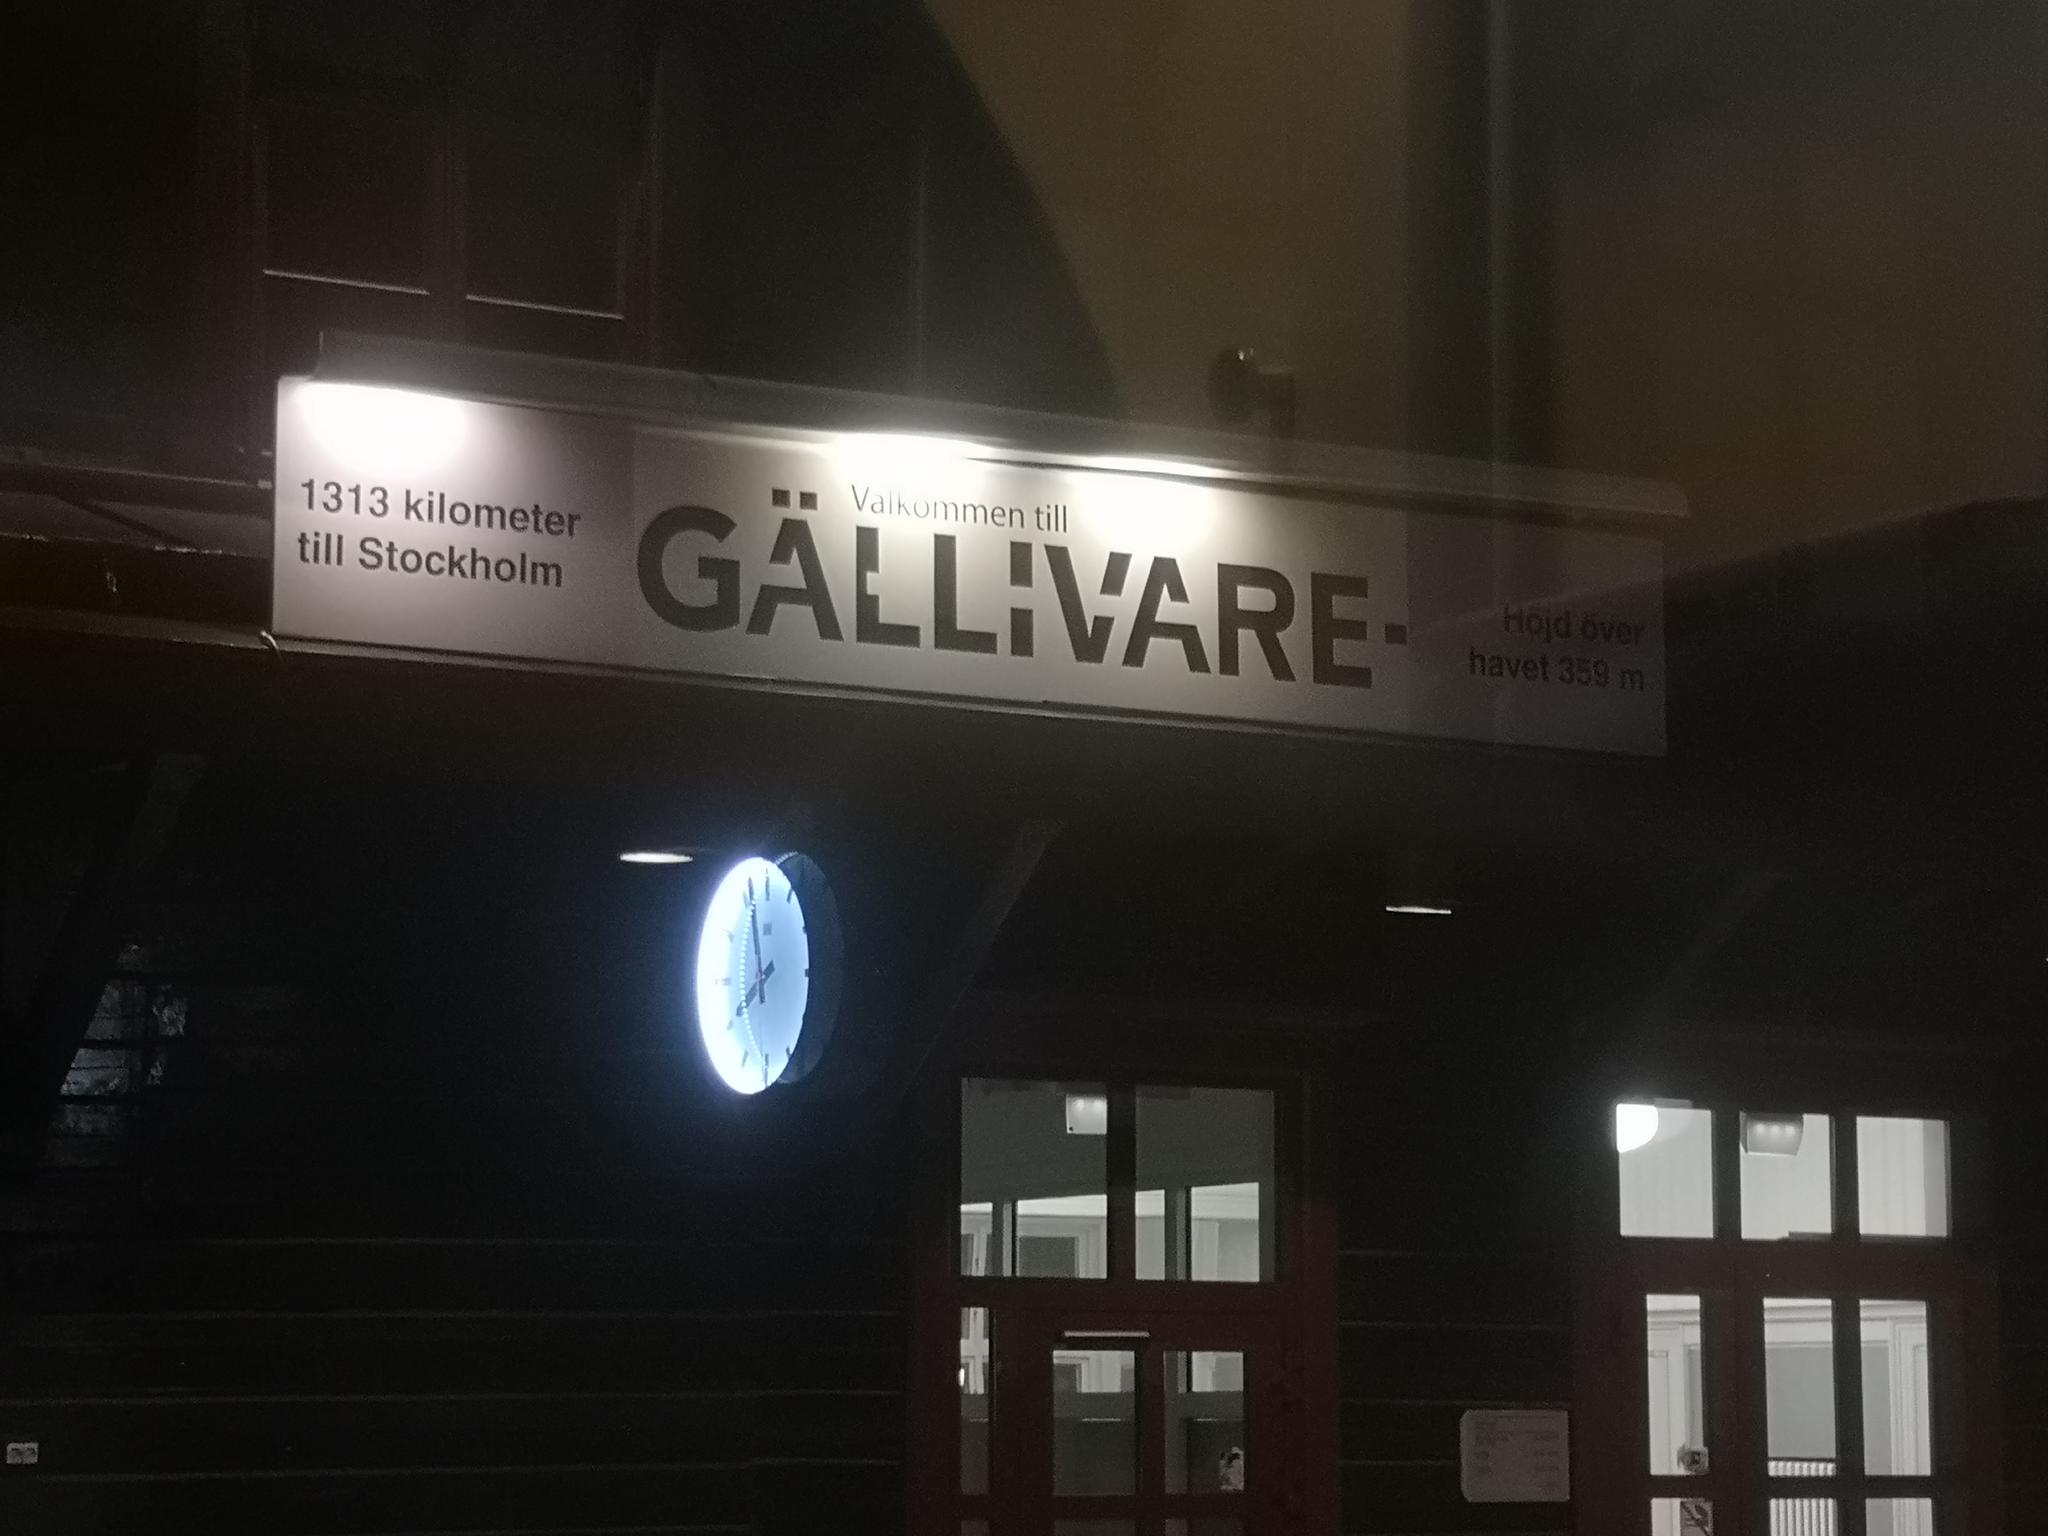 1313 kilometer
till Stockholm
Välkommen till
GÄLLIVARE
Höjd över
havet 359 m